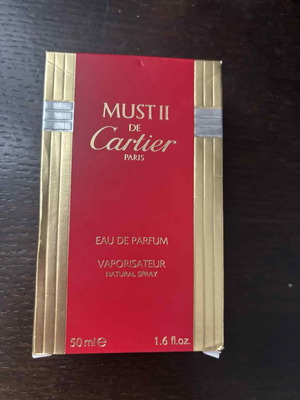 MUST II
DE
Cartier
PARIS
EAU DE PARFUM
VAPORISATEUR
NATURAL SPRAY
50 ml ℮ 1.6 fl.oz.